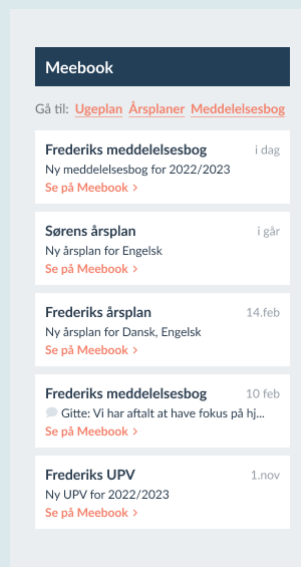 Meebook
Gå til: Ugeplan Årsplaner Meddelelsesbog
Frederiks meddelelsesbog i dag
Ny meddelelsesbog for 2022/2023
Se på Meebook >
Sørens årsplan i går
Ny årsplan for Engelsk
Se på Meebook >
Frederiks årsplan 14.feb
Ny årsplan for Dansk, Engelsk
Se på Meebook >
Frederiks meddelelsesbog 10 feb
Gitte: Vi har aftalt at have fokus på hj...
Se på Meebook >
Frederiks UPV 1.nov
Ny UPV for 2022/2023
Se på Meebook >